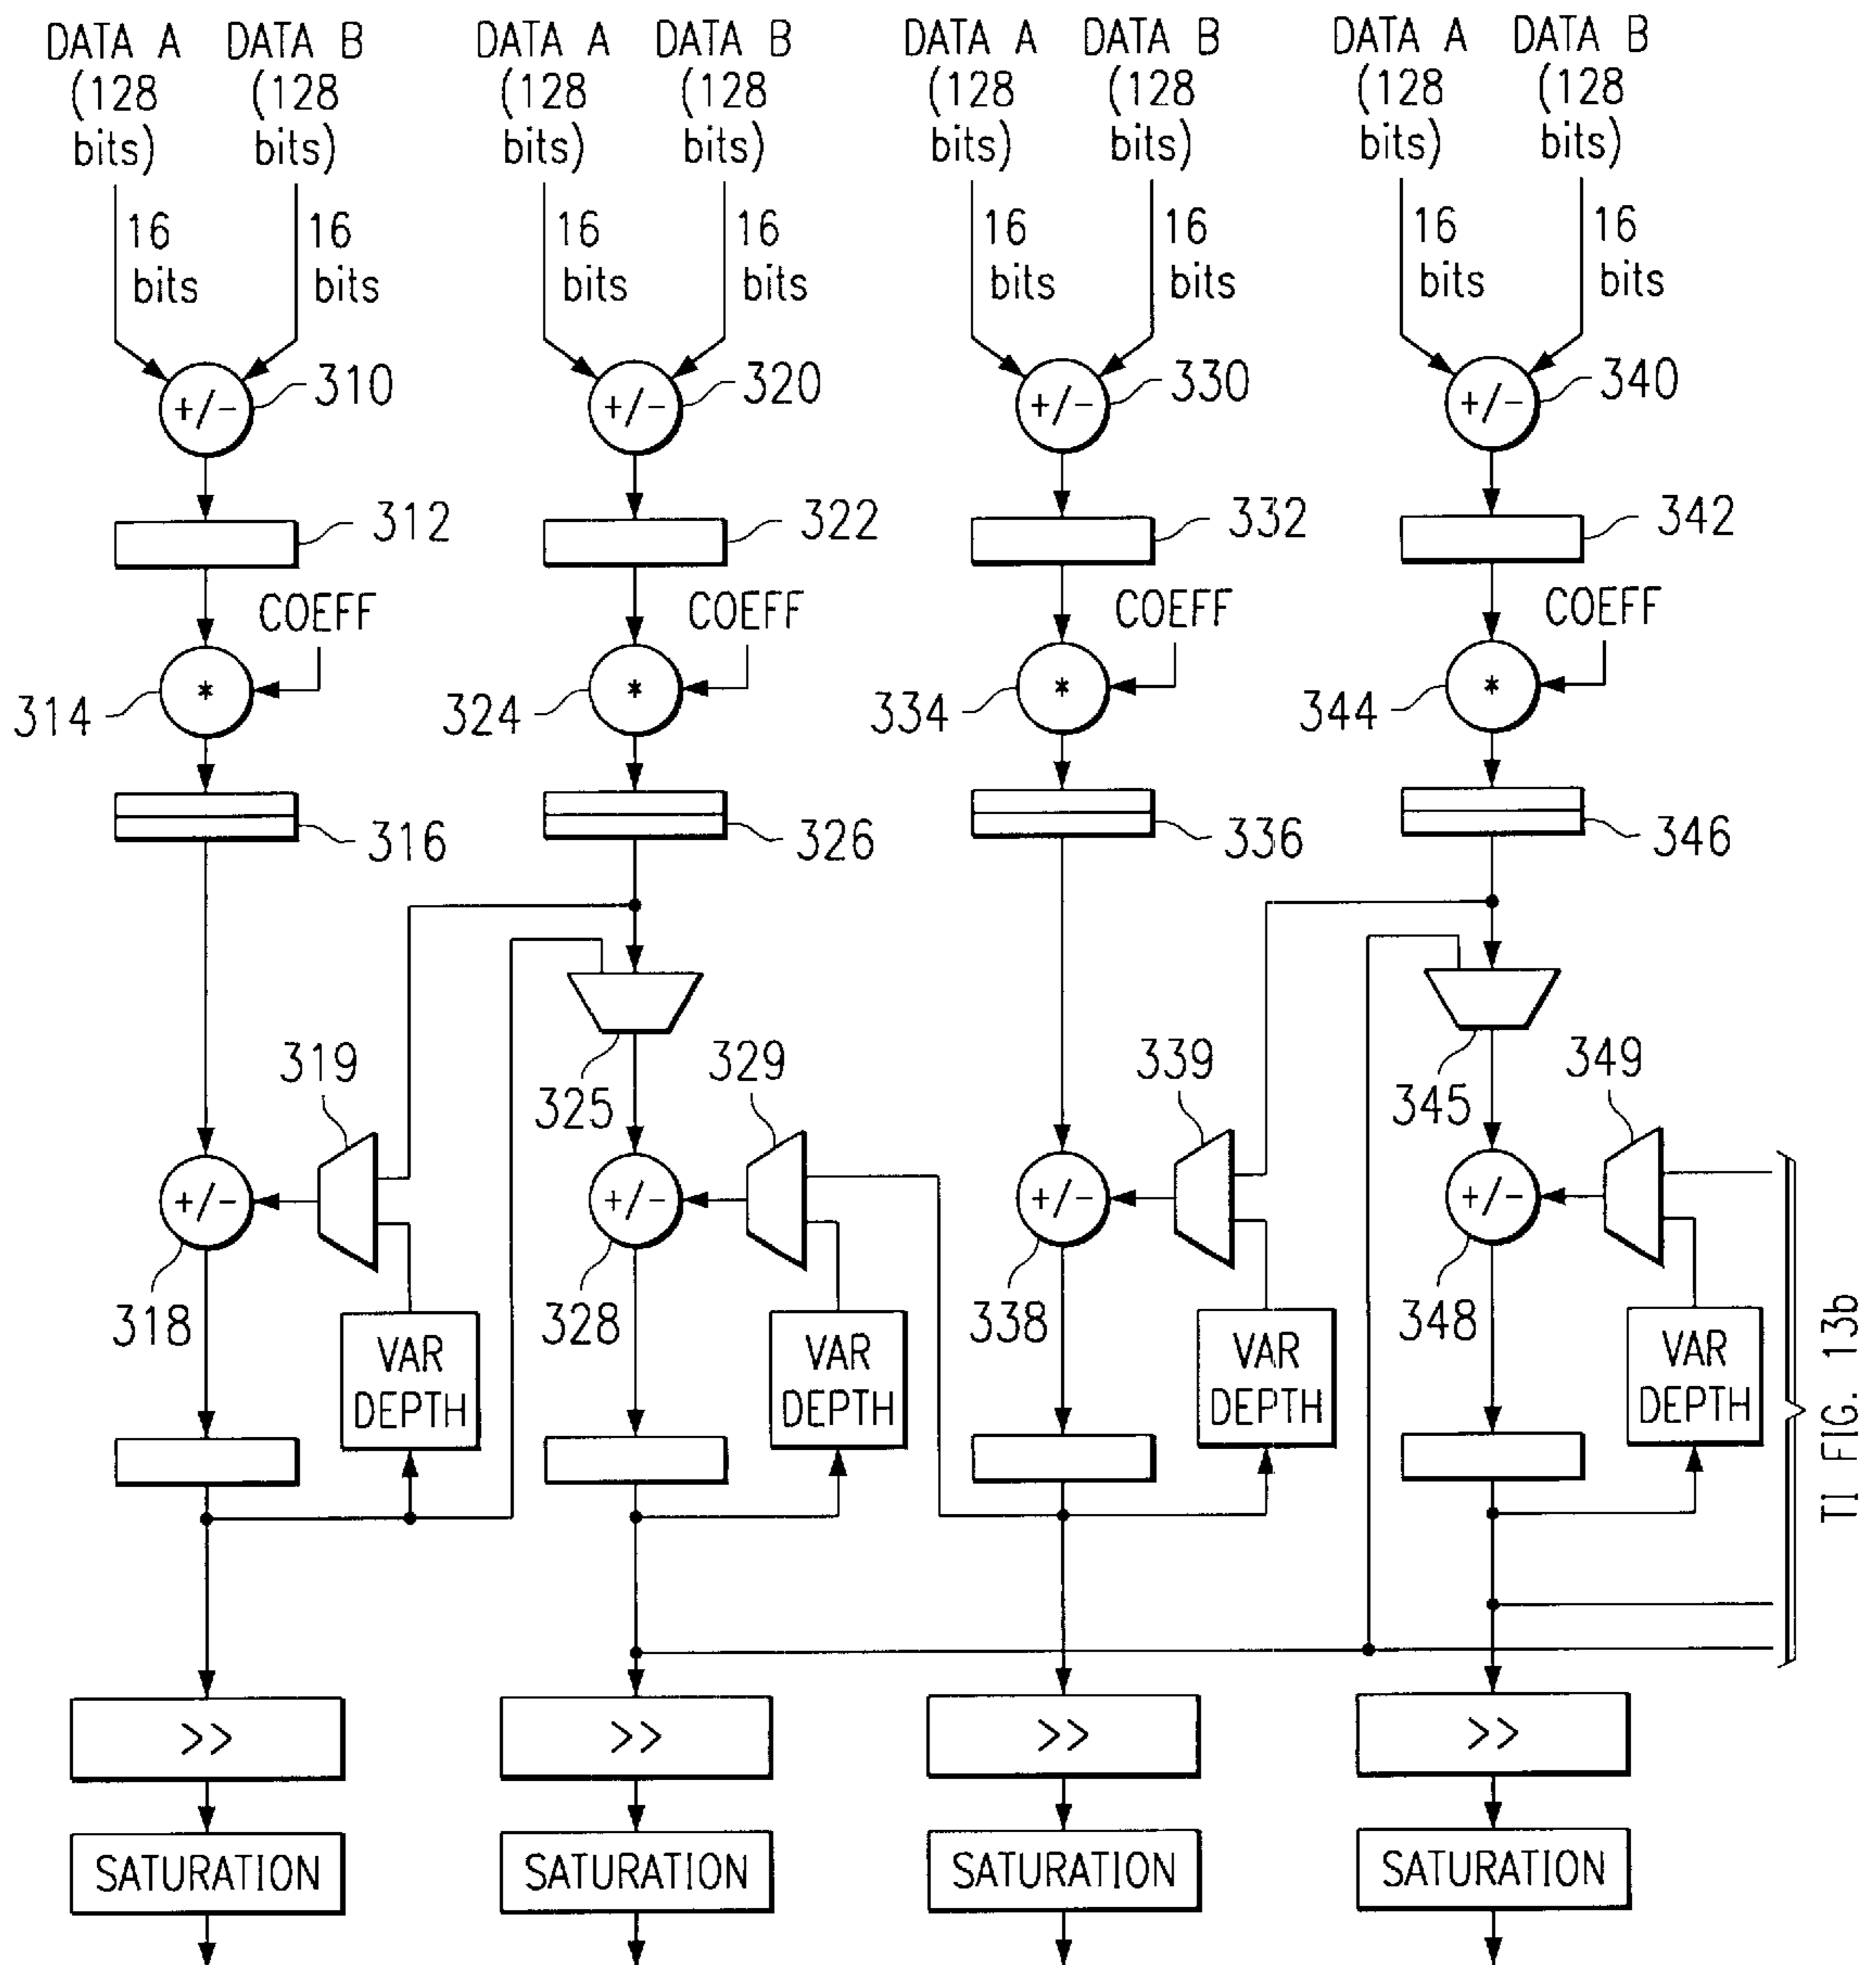 DATA A DATA B DATA A DATA B DATA A DATA B DATA A DATA B
(128 (128 (128 (128 (128 (128 (128 (128
bits) bits) bits) bits) bits) bits) bits) bits)
16 16 16 16 16 16 16 16
bits bits bits bits bits bits bits bits
+/- 310 +/- 320 +/- 330 +/- 340
312 322 332 342
COEFF COEFF COEFF COEFF
* * * *
314 324 334 344
316 326 336 346
319 325 329 339 345 349
+/- +/- +/- +/-
318 328 338 348
VAR VAR VAR VAR
DEPTH DEPTH DEPTH DEPTH
TI FIG. 13b
>> >> >> >>
SATURATION SATURATION SATURATION SATURATION